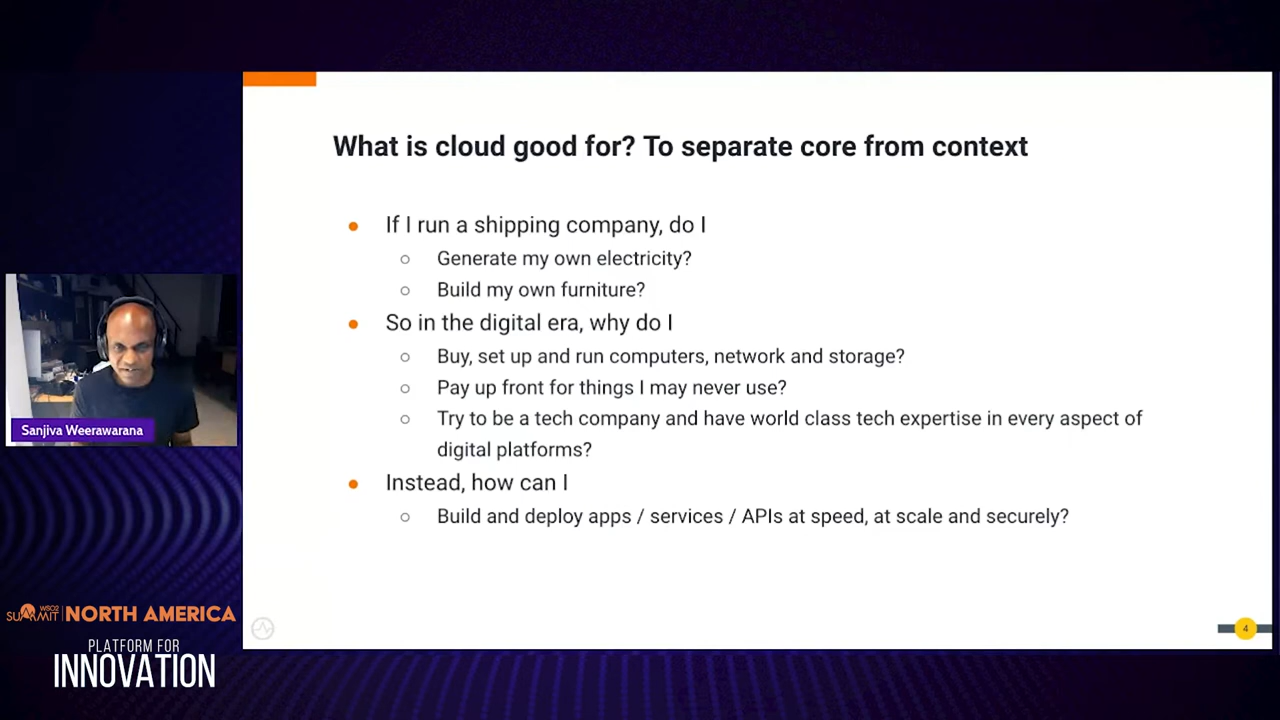 What is cloud good for? To separate core from context
If I run a shipping company, do I
Generate my own electricity?
Build my own furniture?
So in the digital era, why do I
Buy, set up and run computers, network and storage?
Pay up front for things I may never use?
Try to be a tech company and have world class tech expertise in every aspect of
digital platforms?
Instead, how can I
Build and deploy apps / services / APIs at speed, at scale and securely?
Sanjiva Weerawarana
WSO2
SUMMIT NORTH AMERICA
PLATFORM FOR
INNOVATION
4